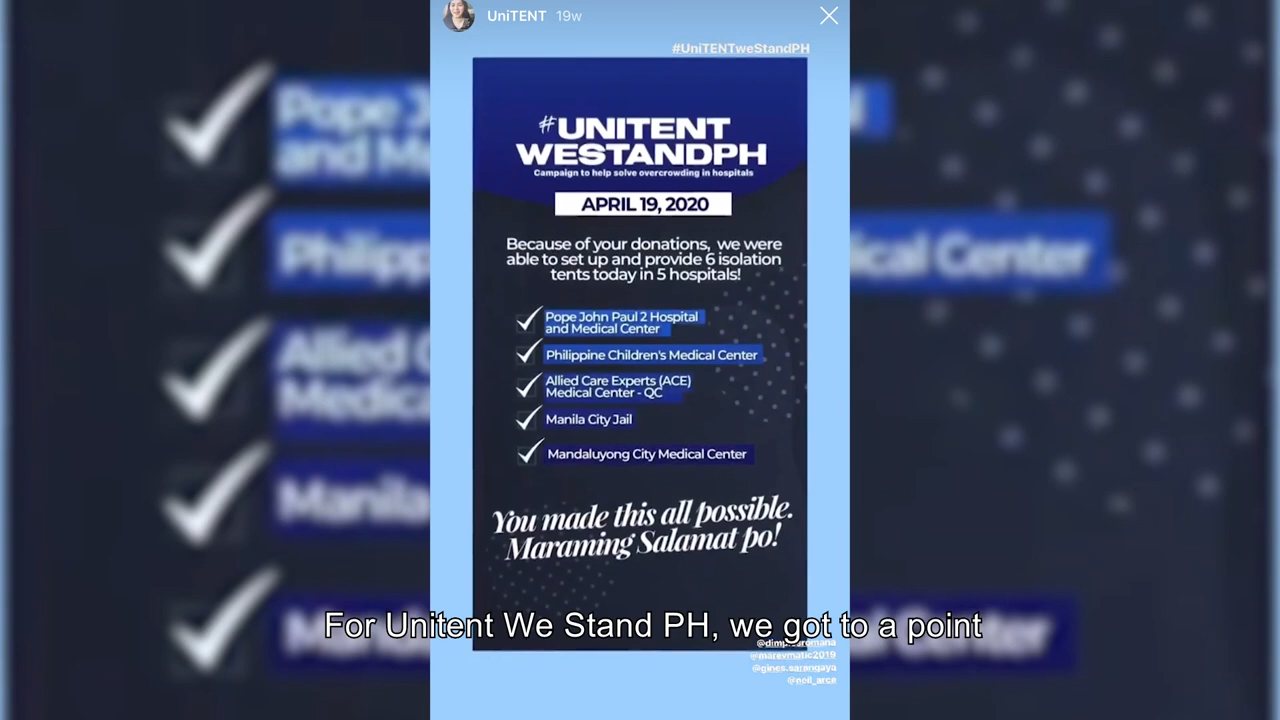 UniTENT 19w
#UniTENTweStandPH
#UNITENT
WESTANDPH
Campaign to help solve overcrowding in hospitals
APRIL 19, 2020
Because of your donations, we were
able to set up and provide 6 isolation
tents today in 5 hospitals!
Pope John Paul 2 Hospital
and Medical Center
Philippine Children's Medical Center
Allied Care Experts (ACE)
Medical Center - QC
Manila City Jail
Mandaluyong City Medical Center
You made this all possible.
Maraming Salamat po!
For Unitent We Stand PH, we got to a point
@marevmatic2019
@gines.sarangaya
@neil_arce